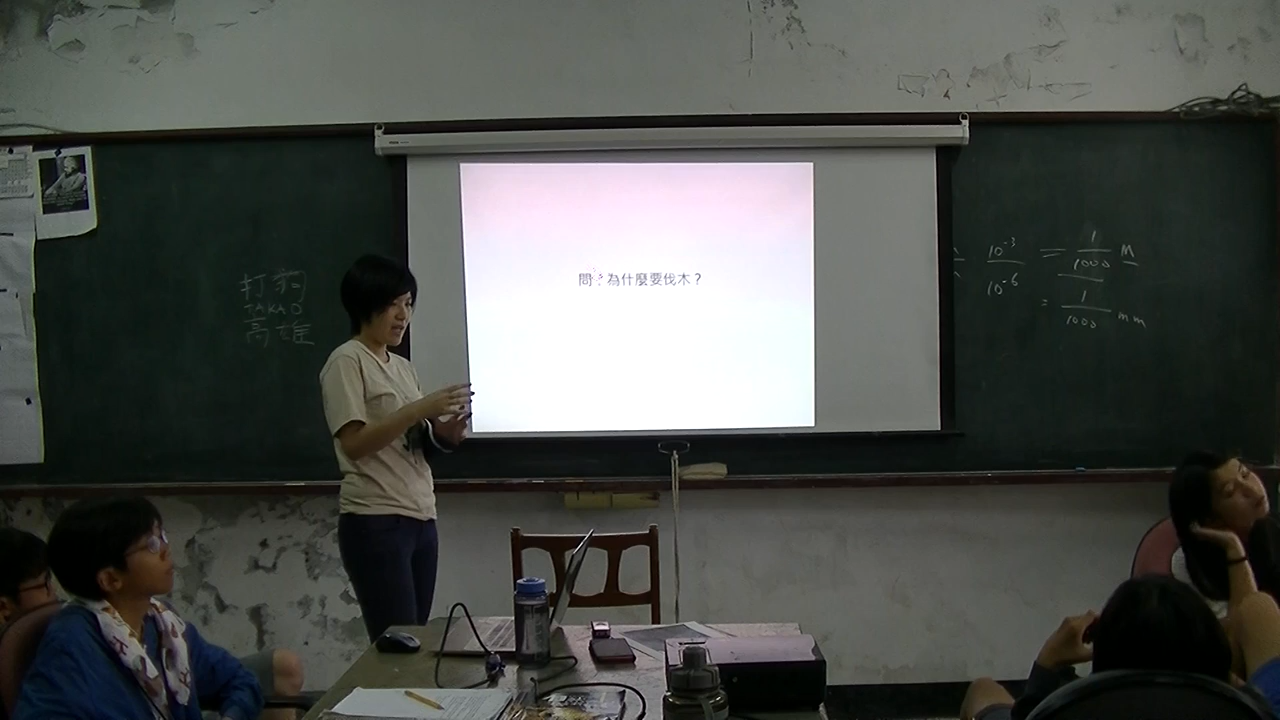 打狗
TAKAO
高雄
問：為什麼要伐木？
10⁻³
10⁻⁶
= 1/1000 M
= 1/1000 mm